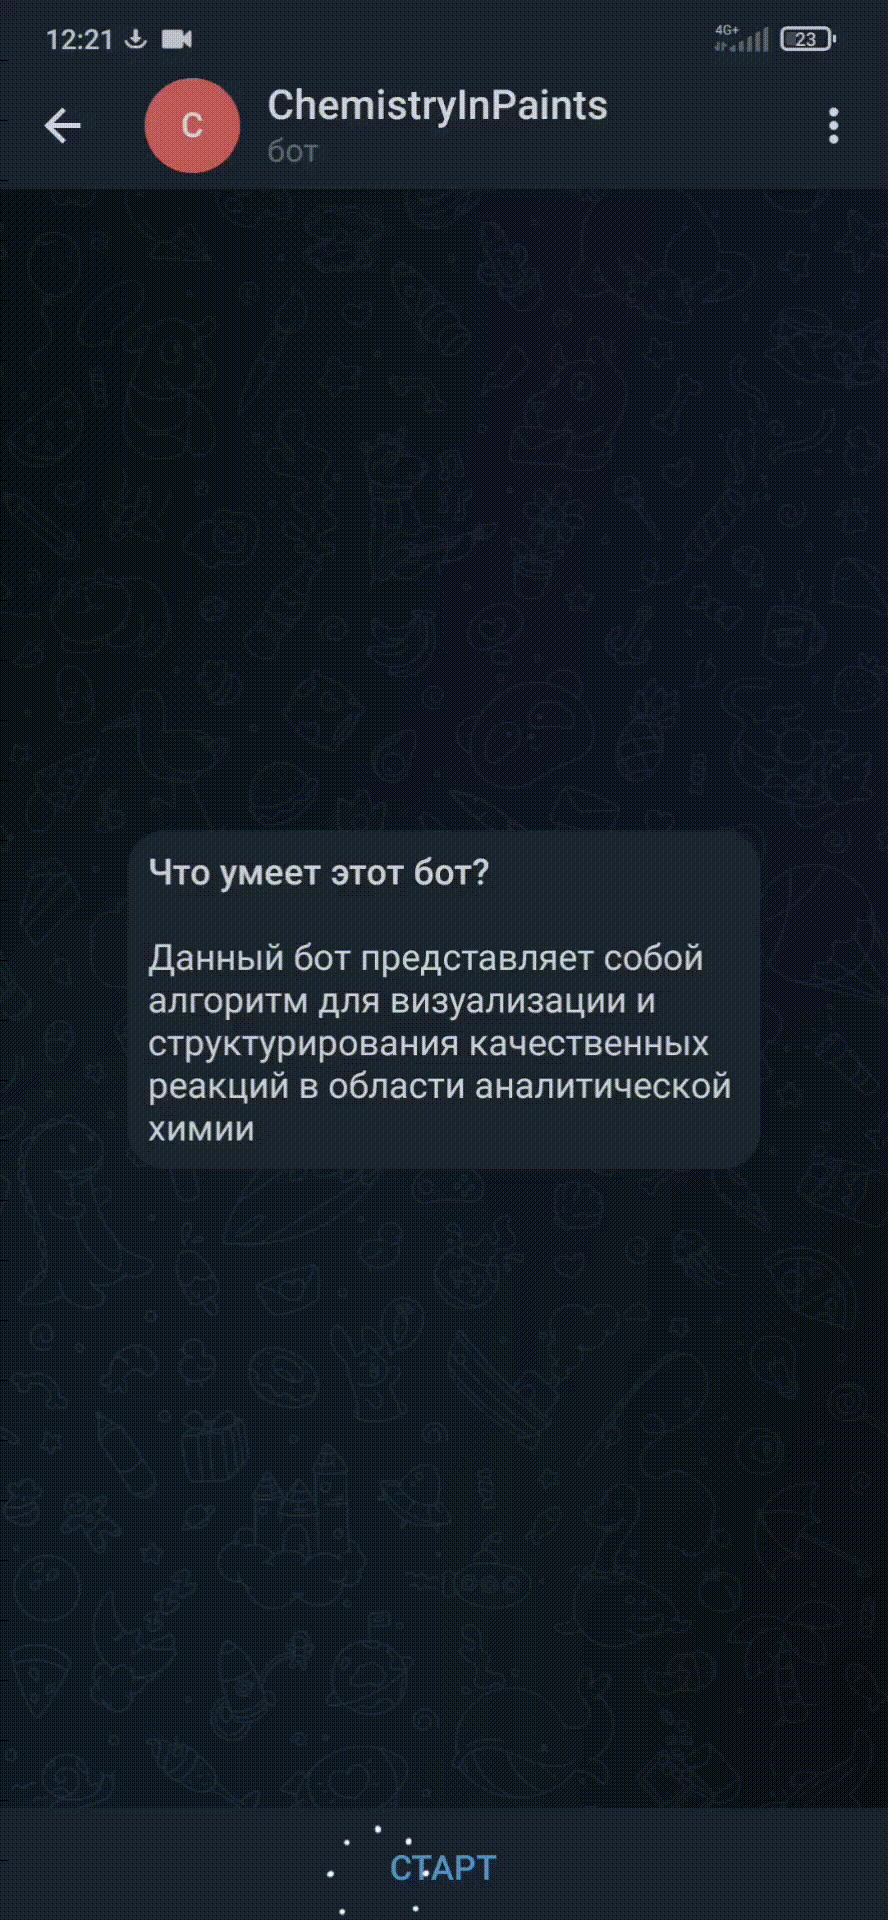 12:21 4G+ 23
C
ChemistryInPaints
бот
Что умеет этот бот?
Данный бот представляет собой
алгоритм для визуализации и
структурирования качественных
реакций в области аналитической
химии
СТАРТ